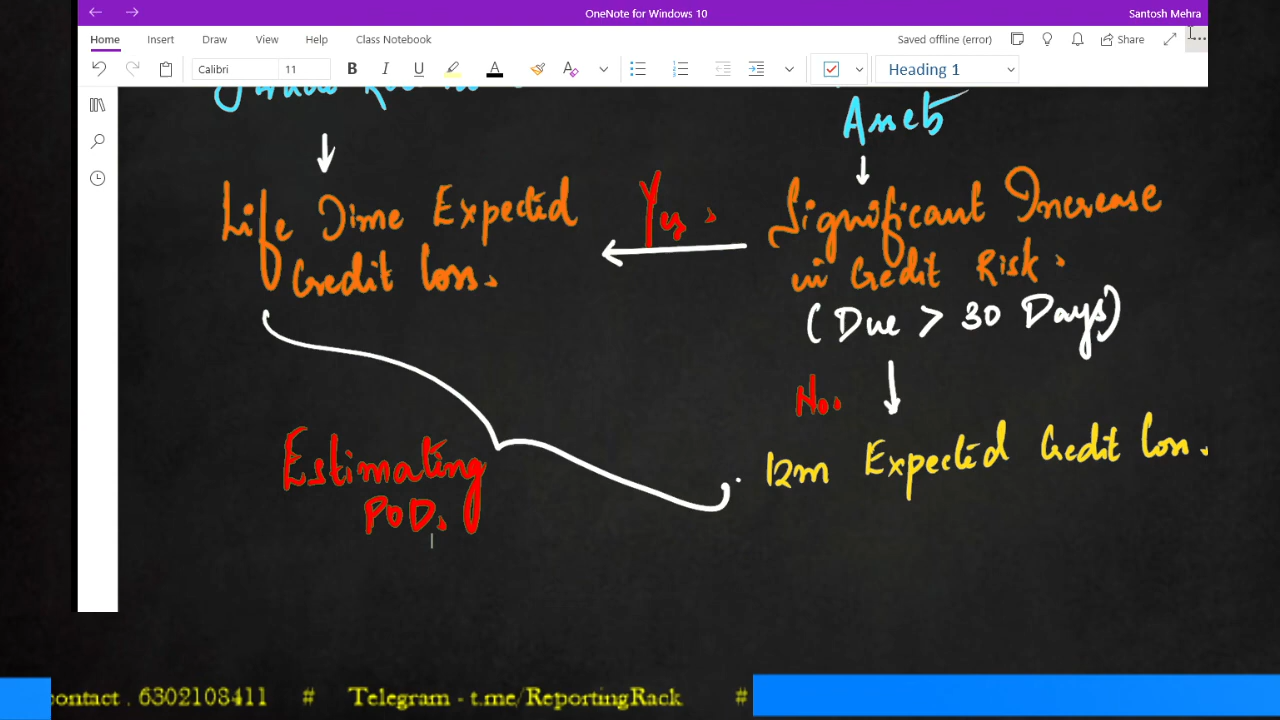 OneNote for Windows 10
Santosh Mehra
Home Insert Draw View Help Class Notebook
Saved offline (error)
Share
Calibri 11 B I U A Heading 1
Assets
Life Time Expected
Credit loss.
Yes.
Significant Increase
in Credit Risk.
(Due > 30 Days)
No.
12m Expected Credit loss.
Estimating
POD.
contact . 6302108411 # Telegram - t.me/ReportingRack #